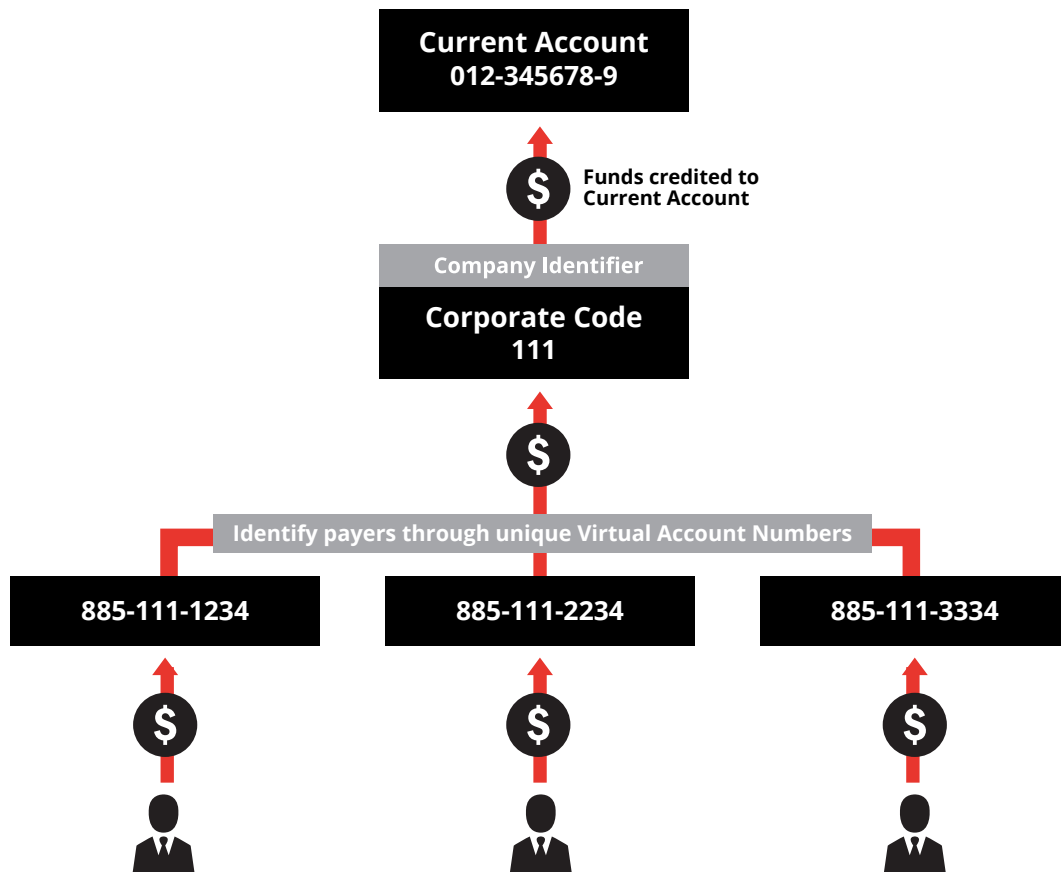 Current Account
012-345678-9
$
Funds credited to
Current Account
Company Identifier
Corporate Code
111
$
Identify payers through unique Virtual Account Numbers
885-111-1234
885-111-2234
885-111-3334
$
$
$